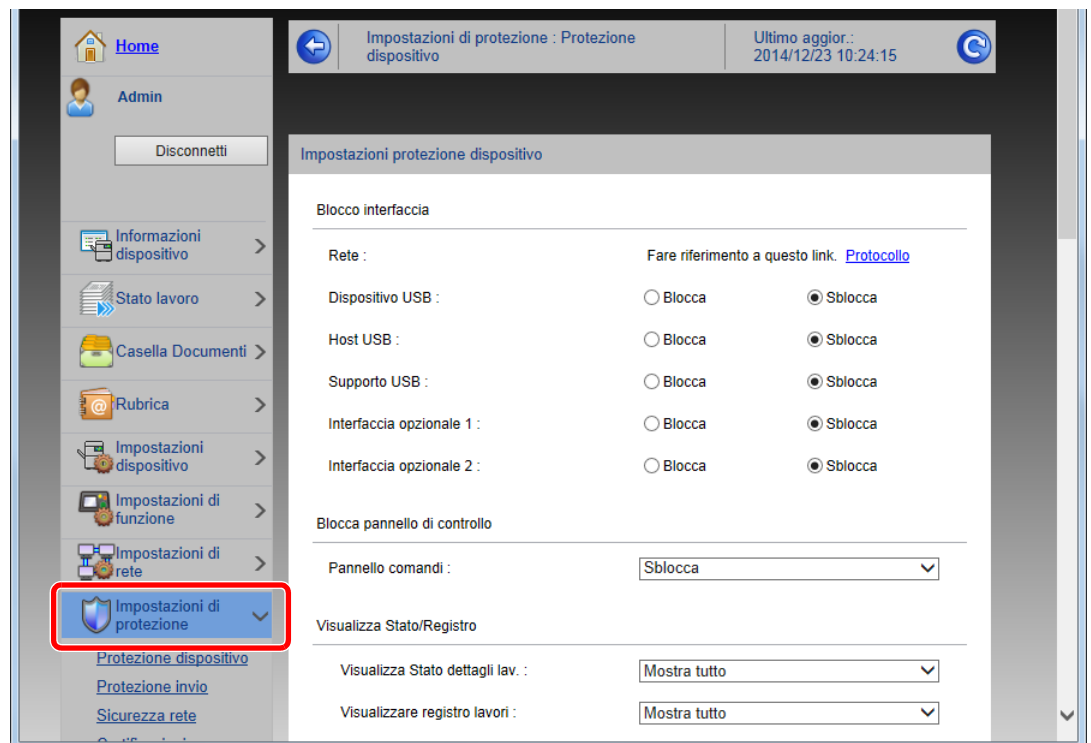 Home
Admin
Disconnetti
Informazioni
dispositivo
Stato lavoro
Casella Documenti
Rubrica
Impostazioni
dispositivo
Impostazioni di
funzione
Impostazioni di
rete
Impostazioni di
protezione
Protezione dispositivo
Protezione invio
Sicurezza rete
Impostazioni di protezione : Protezione
dispositivo
Ultimo aggior.:
2014/12/23 10:24:15
Impostazioni protezione dispositivo
Blocco interfaccia
Rete : Fare riferimento a questo link. Protocollo
Dispositivo USB : Blocca Sblocca
Host USB : Blocca Sblocca
Supporto USB : Blocca Sblocca
Interfaccia opzionale 1 : Blocca Sblocca
Interfaccia opzionale 2 : Blocca Sblocca
Blocca pannello di controllo
Pannello comandi : Sblocca
Visualizza Stato/Registro
Visualizza Stato dettagli lav. : Mostra tutto
Visualizzare registro lavori : Mostra tutto